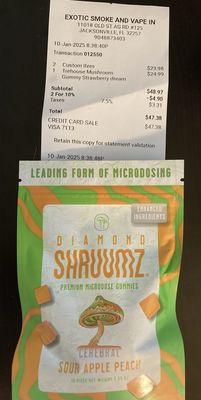 EXOTIC SMOKE AND VAPE IN
11018 OLD ST AG RD #125
JACKSONVILLE, FL 32257
9048873403
10-Jan-2025 8:38:40P
Transaction 012550
2 Custom Item $23.98
1 Treehouse Mushroom $24.99
Gummy Strawberry dream
Subtotal $48.97
2 For 10% -$4.90
Taxes 7.5% $3.31
Total $47.38
CREDIT CARD SALE $47.38
VISA 7113
Retain this copy for statement validation
10-Jan-2025 8:38:46P
LEADING FORM OF MICRODOSING
ENHANCED
INGREDIENTS
DIAMOND
SHRUUMZ
PREMIUM MICRODOSE GUMMIES
CEREBRAL
SOUR APPLE PEACH